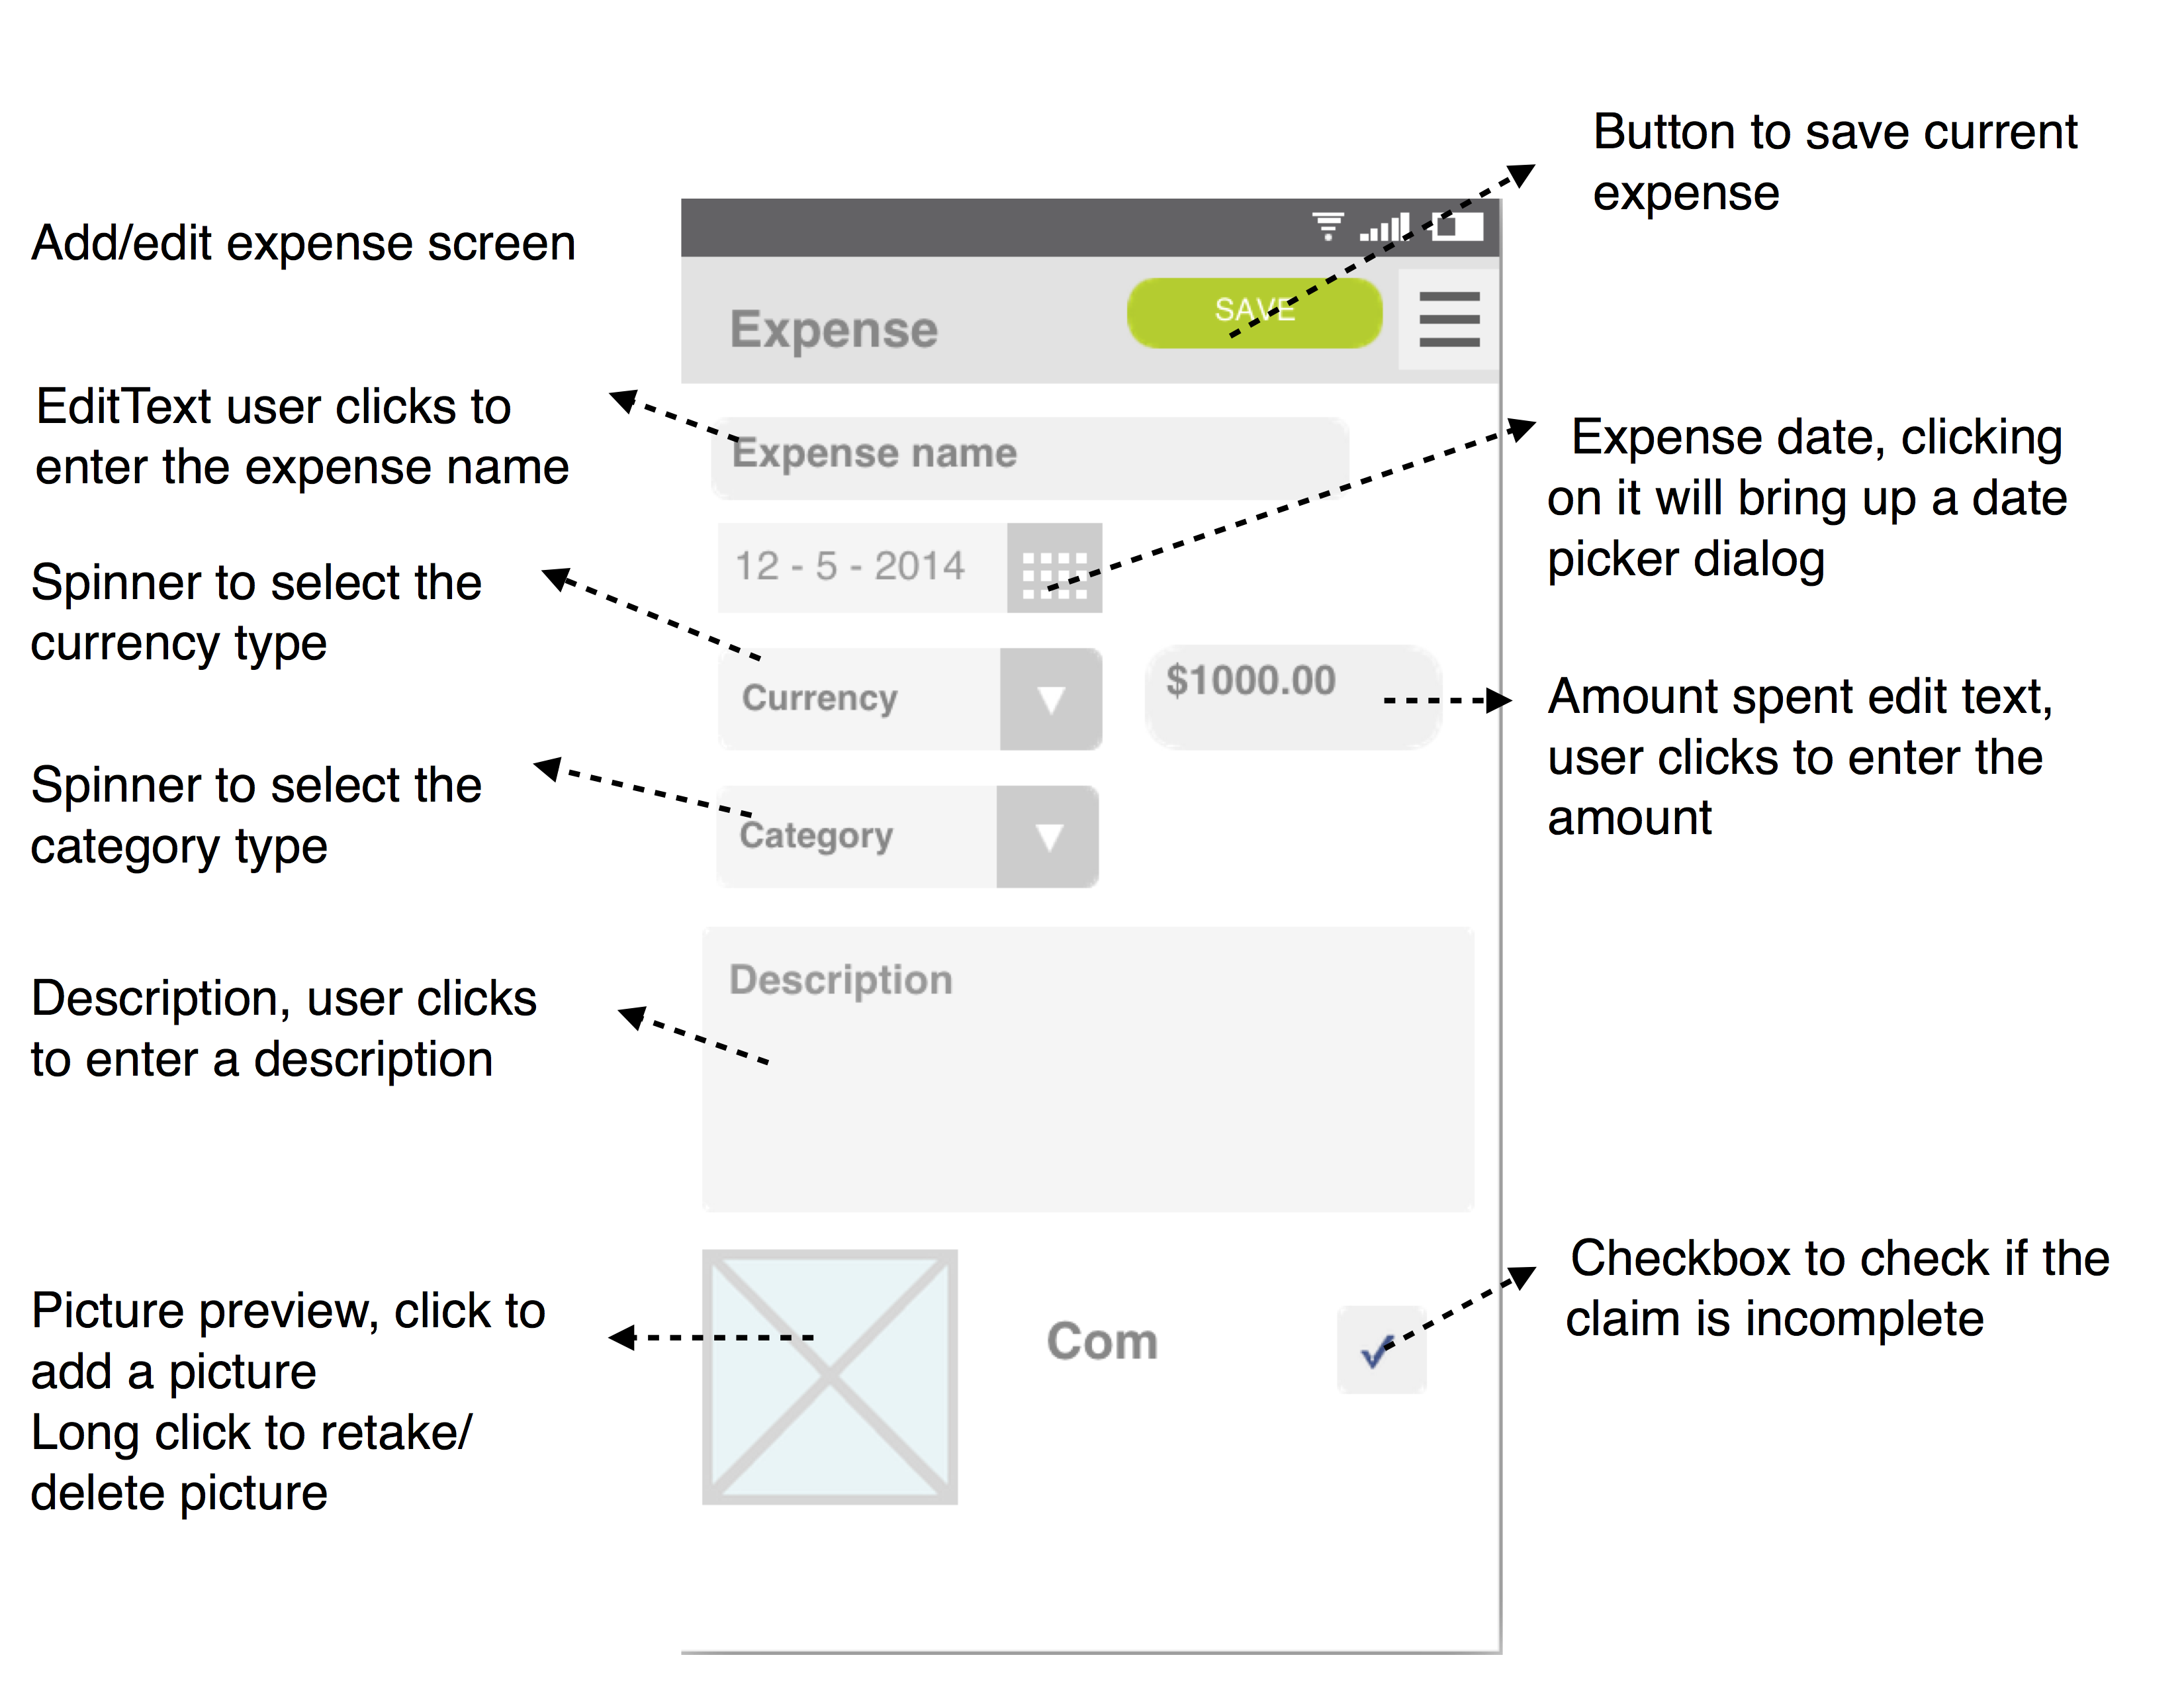 Button to save current
expense
Add/edit expense screen
SAVE
Expense
EditText user clicks to
enter the expense name
Expense name
Expense date, clicking
on it will bring up a date
picker dialog
12 - 5 - 2014
Spinner to select the
currency type
Currency
$1000.00
Amount spent edit text,
user clicks to enter the
amount
Spinner to select the
category type
Category
Description
Description, user clicks
to enter a description
Picture preview, click to
add a picture
Long click to retake/
delete picture
Com
Checkbox to check if the
claim is incomplete